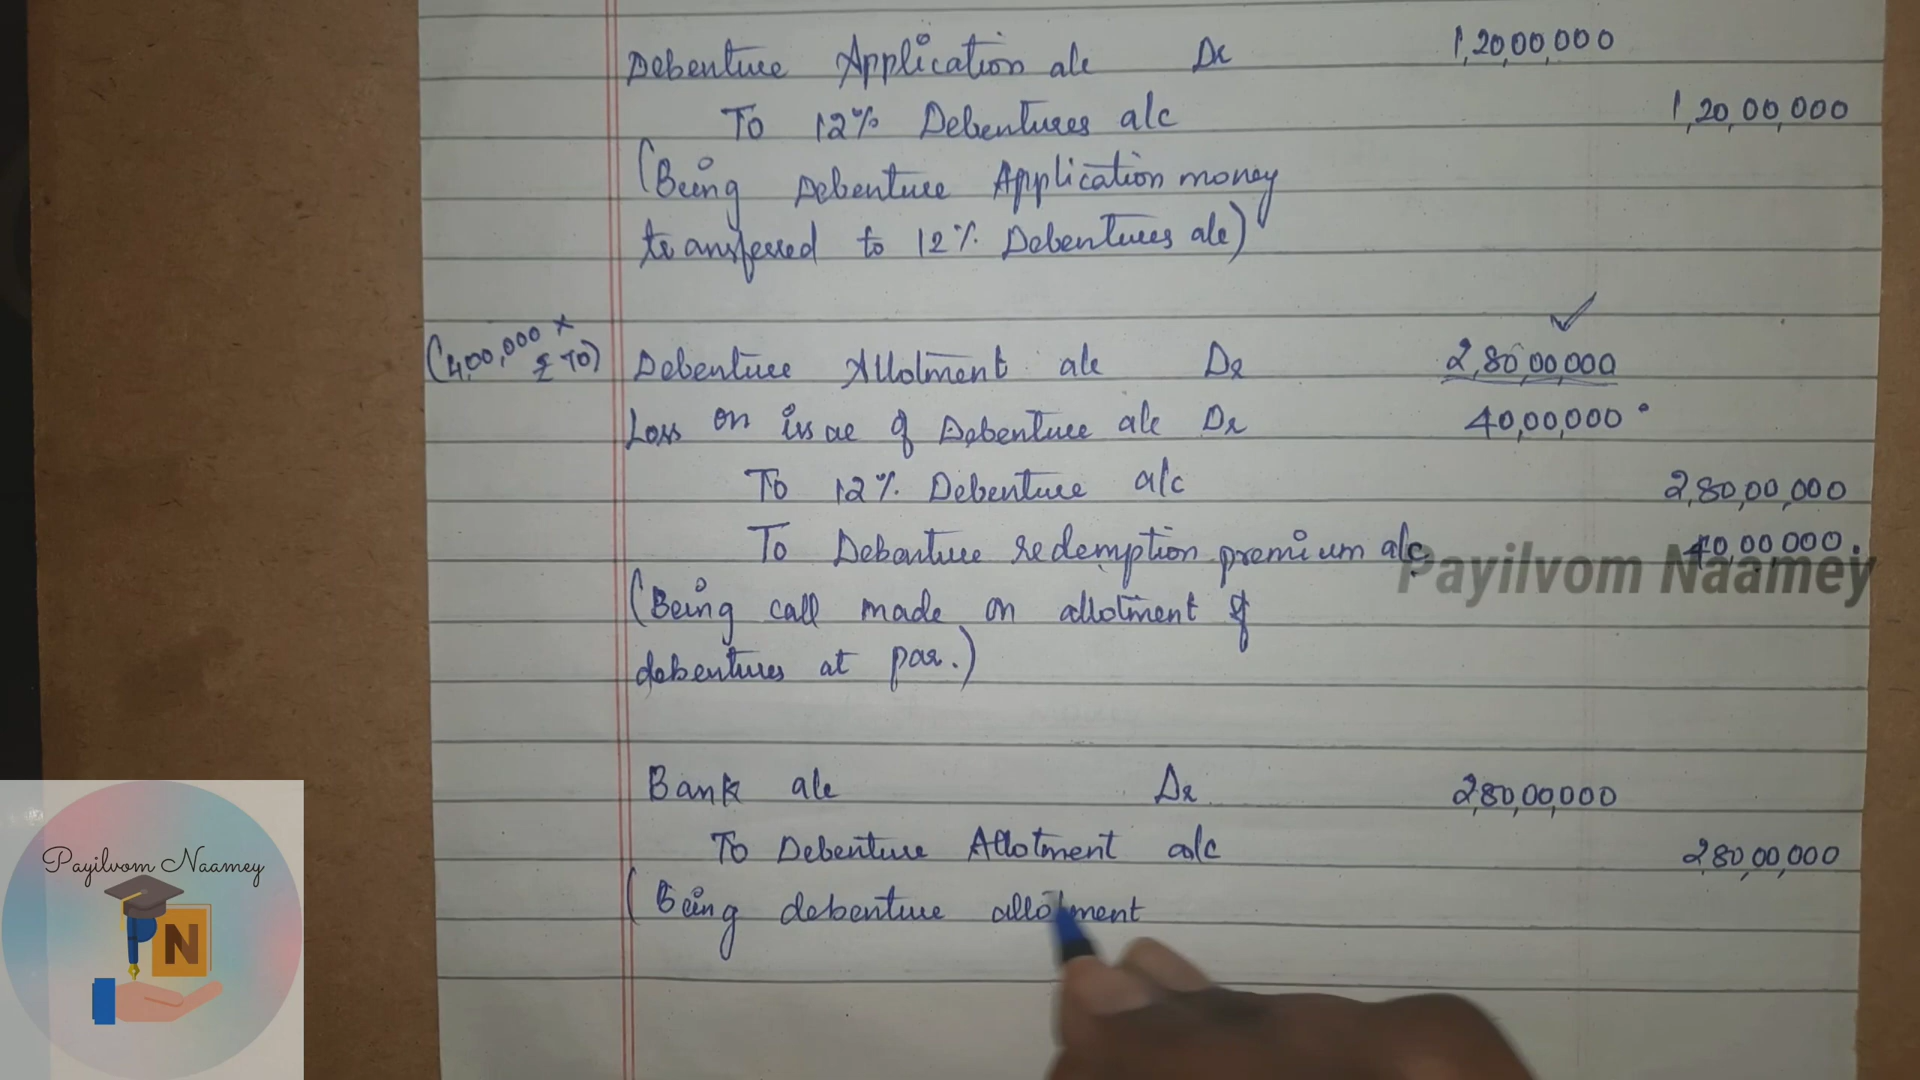 Debenture Application a/c Dr 1,20,00,000
To 12% Debentures a/c 1,20,00,000
(Being Debenture Application money
transferred to 12% Debentures a/c)
(4,00,000 x
₹ 70) Debenture Allotment a/c Dr 2,80,00,000
Loss on issue of Debenture a/c Dr 40,00,000
To 12% Debenture a/c 2,80,00,000
To Debenture redemption premium a/c 40,00,000
Payilvom Naamey
(Being call made on allotment of
debentures at par.)
Bank a/c Dr 2,80,00,000
To Debenture Allotment a/c 2,80,00,000
(Being debenture allotment
Payilvom Naamey
P N